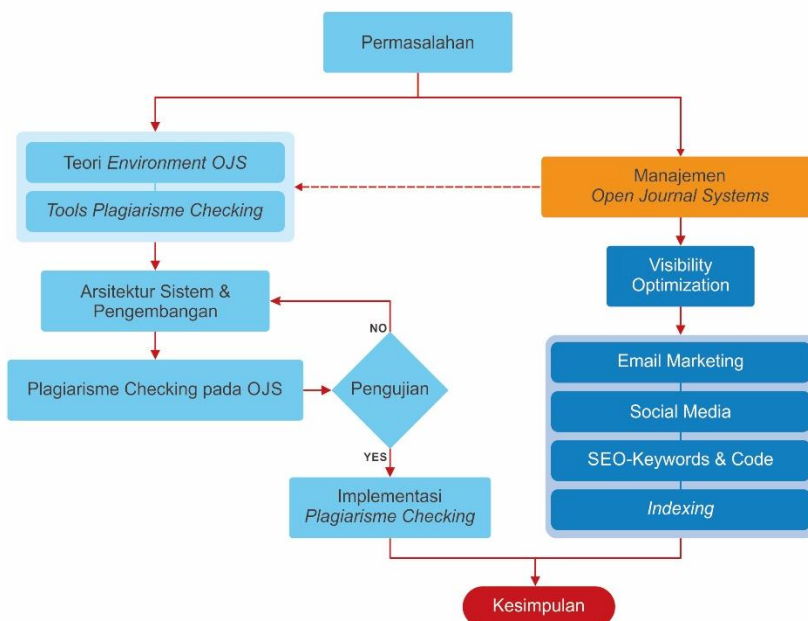 Permasalahan
Teori Environment OJS
Tools Plagiarisme Checking
Manajemen
Open Journal Systems
Arsitektur Sistem &
Pengembangan
Visibility
Optimization
NO
Plagiarisme Checking pada OJS
Pengujian
YES
Email Marketing
Social Media
SEO-Keywords & Code
Indexing
Implementasi
Plagiarisme Checking
Kesimpulan